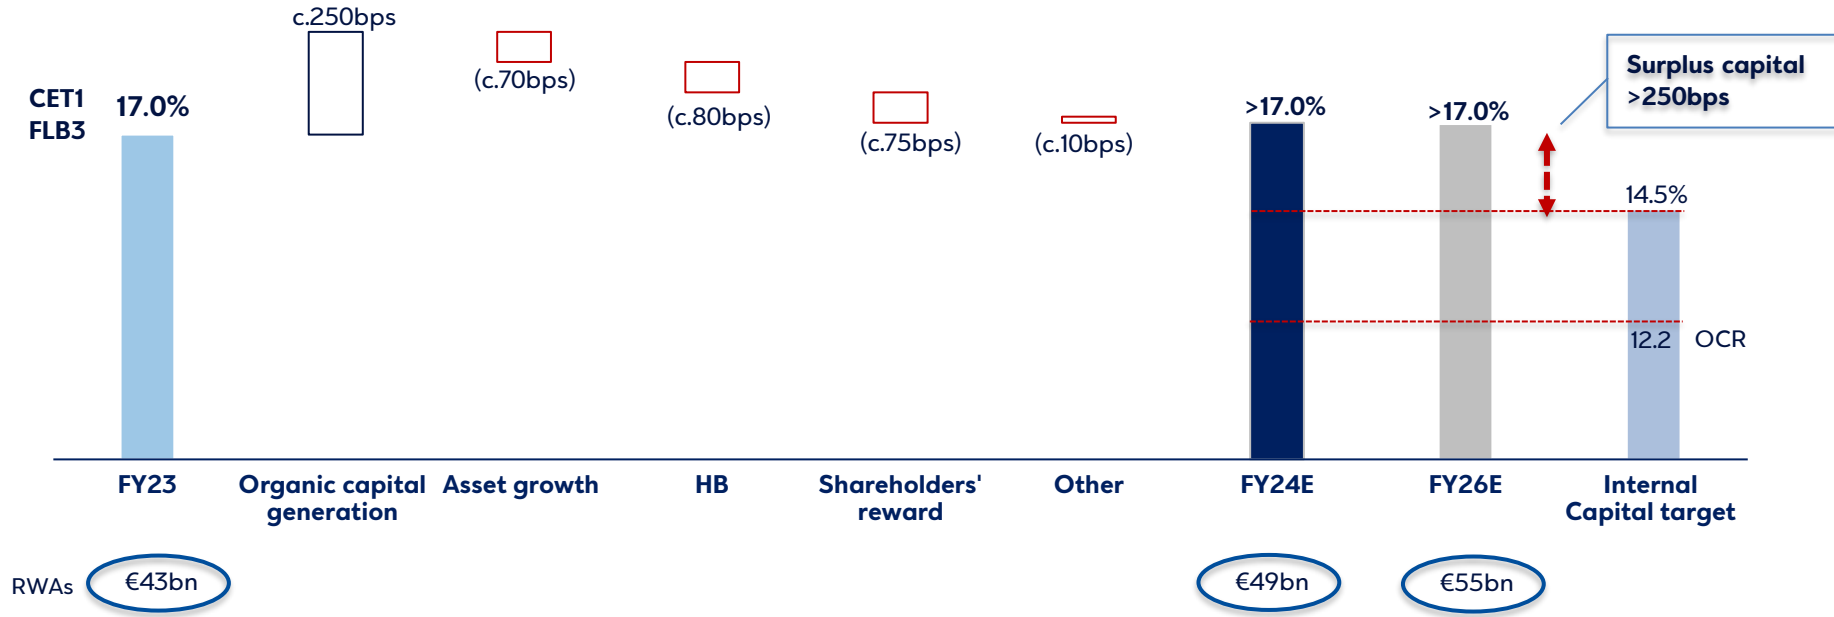 c.250bps
(c.70bps)
(c.80bps)
(c.75bps)
(c.10bps)
CET1
FLB3
17.0%
>17.0%
>17.0%
Surplus capital
>250bps
14.5%
12.2
OCR
FY23
Organic capital
generation
Asset growth
HB
Shareholders'
reward
Other
FY24E
FY26E
Internal
Capital target
RWAs
€43bn
€49bn
€55bn